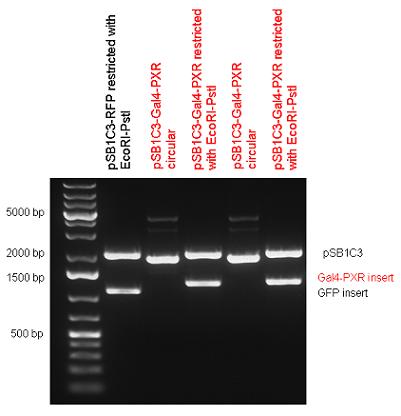 pSB1C3-RFP restricted with
EcoRI-PstI
pSB1C3-Gal4-PXR
circular
pSB1C3-Gal4-PXR restricted
with EcoRI-PstI
pSB1C3-Gal4-PXR
circular
pSB1C3-Gal4-PXR restricted
with EcoRI-PstI
5000 bp
2000 bp
1500 bp
500 bp
pSB1C3
Gal4-PXR insert
GFP insert